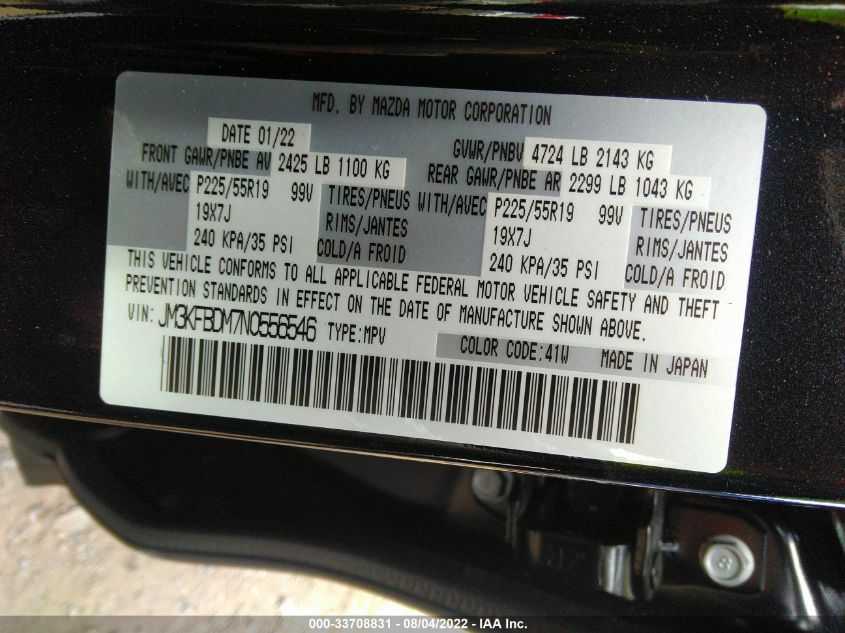 MFD. BY MAZDA MOTOR CORPORATION
DATE 01/22 GVWR/PNBV 4724 LB 2143 KG
FRONT GAWR/PNBE AV 2425 LB 1100 KG REAR GAWR/PNBE AR 2299 LB 1043 KG
WITH/AVEC P225/55R19 99V TIRES/PNEUS WITH/AVEC P225/55R19 99V TIRES/PNEUS
19X7J RIMS/JANTES 19X7J RIMS/JANTES
240 KPA/35 PSI COLD/A FROID 240 KPA/35 PSI COLD/A FROID
THIS VEHICLE CONFORMS TO ALL APPLICABLE FEDERAL MOTOR VEHICLE SAFETY AND THEFT
PREVENTION STANDARDS IN EFFECT ON THE DATE OF MANUFACTURE SHOWN ABOVE.
VIN: JM3KFBDM7N0556546 TYPE:MPV COLOR CODE:41W MADE IN JAPAN
8
000-33708831 - 08/04/2022 - IAA Inc.